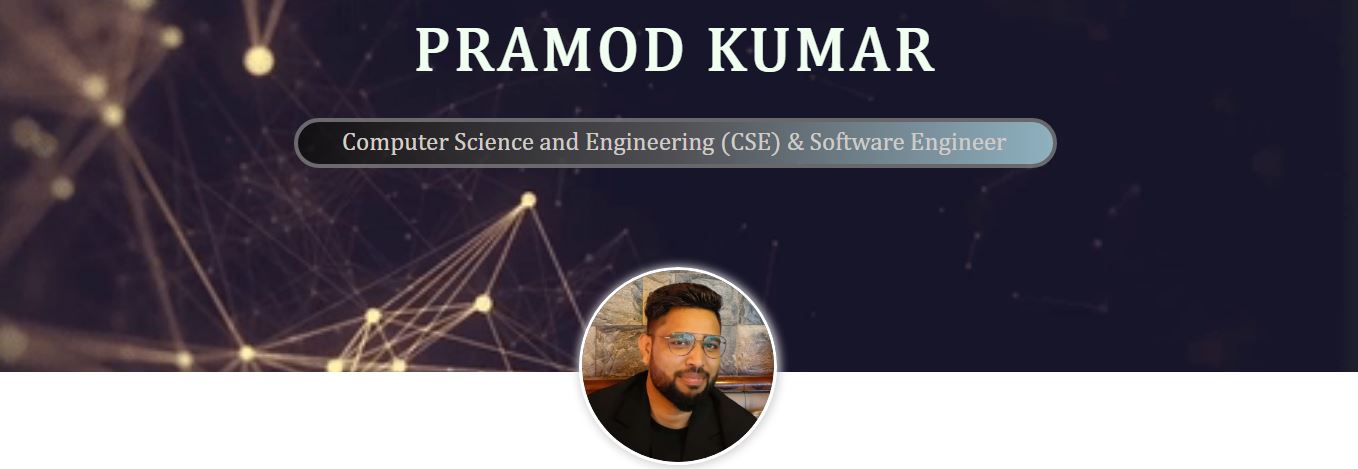 PRAMOD KUMAR
Computer Science and Engineering (CSE) & Software Engineer